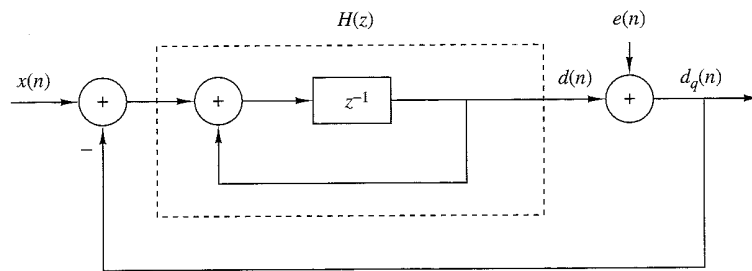 H(z)
e(n)
x(n)
d(n)
d_q(n)
+
+
z⁻¹
+
−